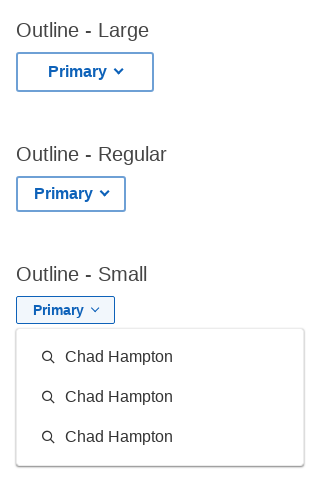 Outline - Large
Primary
Outline - Regular
Primary
Outline - Small
Primary
Chad Hampton
Chad Hampton
Chad Hampton